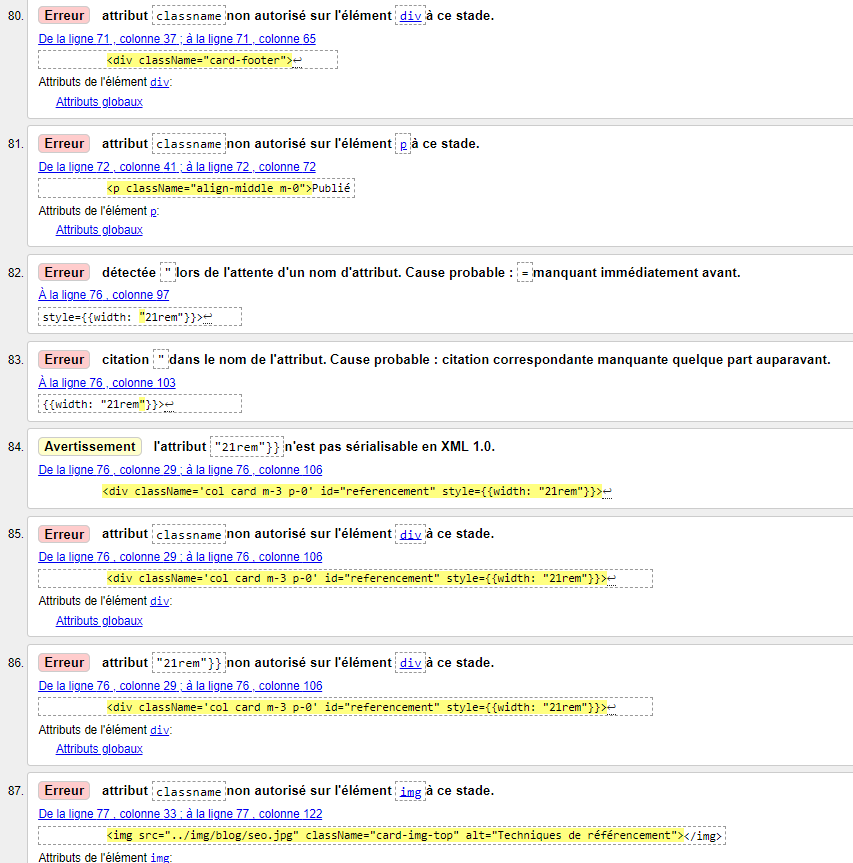 80. Erreur attribut classname non autorisé sur l'élément div à ce stade.
De la ligne 71 , colonne 37 ; à la ligne 71 , colonne 65
<div className="card-footer">↩
Attributs de l'élément div:
Attributs globaux
81. Erreur attribut classname non autorisé sur l'élément p à ce stade.
De la ligne 72 , colonne 41 ; à la ligne 72 , colonne 72
<p className="align-middle m-0">Publié
Attributs de l'élément p:
Attributs globaux
82. Erreur détectée " lors de l'attente d'un nom d'attribut. Cause probable : = manquant immédiatement avant.
À la ligne 76 , colonne 97
style={{width: "21rem"}}>↩
83. Erreur citation " dans le nom de l'attribut. Cause probable : citation correspondante manquante quelque part auparavant.
À la ligne 76 , colonne 103
{{width: "21rem"}}>↩
84. Avertissement l'attribut "21rem"}} n'est pas sérialisable en XML 1.0.
De la ligne 76 , colonne 29 ; à la ligne 76 , colonne 106
<div className='col card m-3 p-0' id="referencement" style={{width: "21rem"}}>↩
85. Erreur attribut classname non autorisé sur l'élément div à ce stade.
De la ligne 76 , colonne 29 ; à la ligne 76 , colonne 106
<div className='col card m-3 p-0' id="referencement" style={{width: "21rem"}}>↩
Attributs de l'élément div:
Attributs globaux
86. Erreur attribut "21rem"}} non autorisé sur l'élément div à ce stade.
De la ligne 76 , colonne 29 ; à la ligne 76 , colonne 106
<div className='col card m-3 p-0' id="referencement" style={{width: "21rem"}}>↩
Attributs de l'élément div:
Attributs globaux
87. Erreur attribut classname non autorisé sur l'élément img à ce stade.
De la ligne 77 , colonne 33 ; à la ligne 77 , colonne 122
<img src="../img/blog/seo.jpg" className="card-img-top" alt="Techniques de référencement"></img>
Attributs de l'élément img: